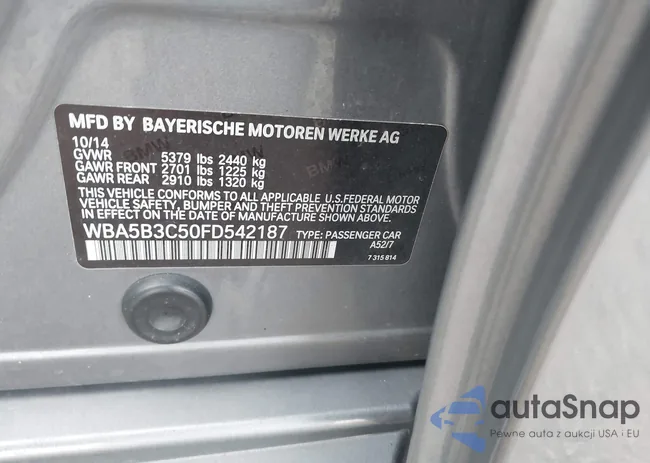 MFD BY BAYERISCHE MOTOREN WERKE AG
10/14
GVWR 5379 lbs 2440 kg
GAWR FRONT 2701 lbs 1225 kg
GAWR REAR 2910 lbs 1320 kg
THIS VEHICLE CONFORMS TO ALL APPLICABLE U.S.FEDERAL MOTOR
VEHICLE SAFETY, BUMPER AND THEFT PREVENTION STANDARDS
IN EFFECT ON THE DATE OF MANUFACTURE SHOWN ABOVE.
WBA5B3C50FD542187 TYPE: PASSENGER CAR
A52/7
7 315 814
autaSnap
Pewne auta z aukcji USA i EU